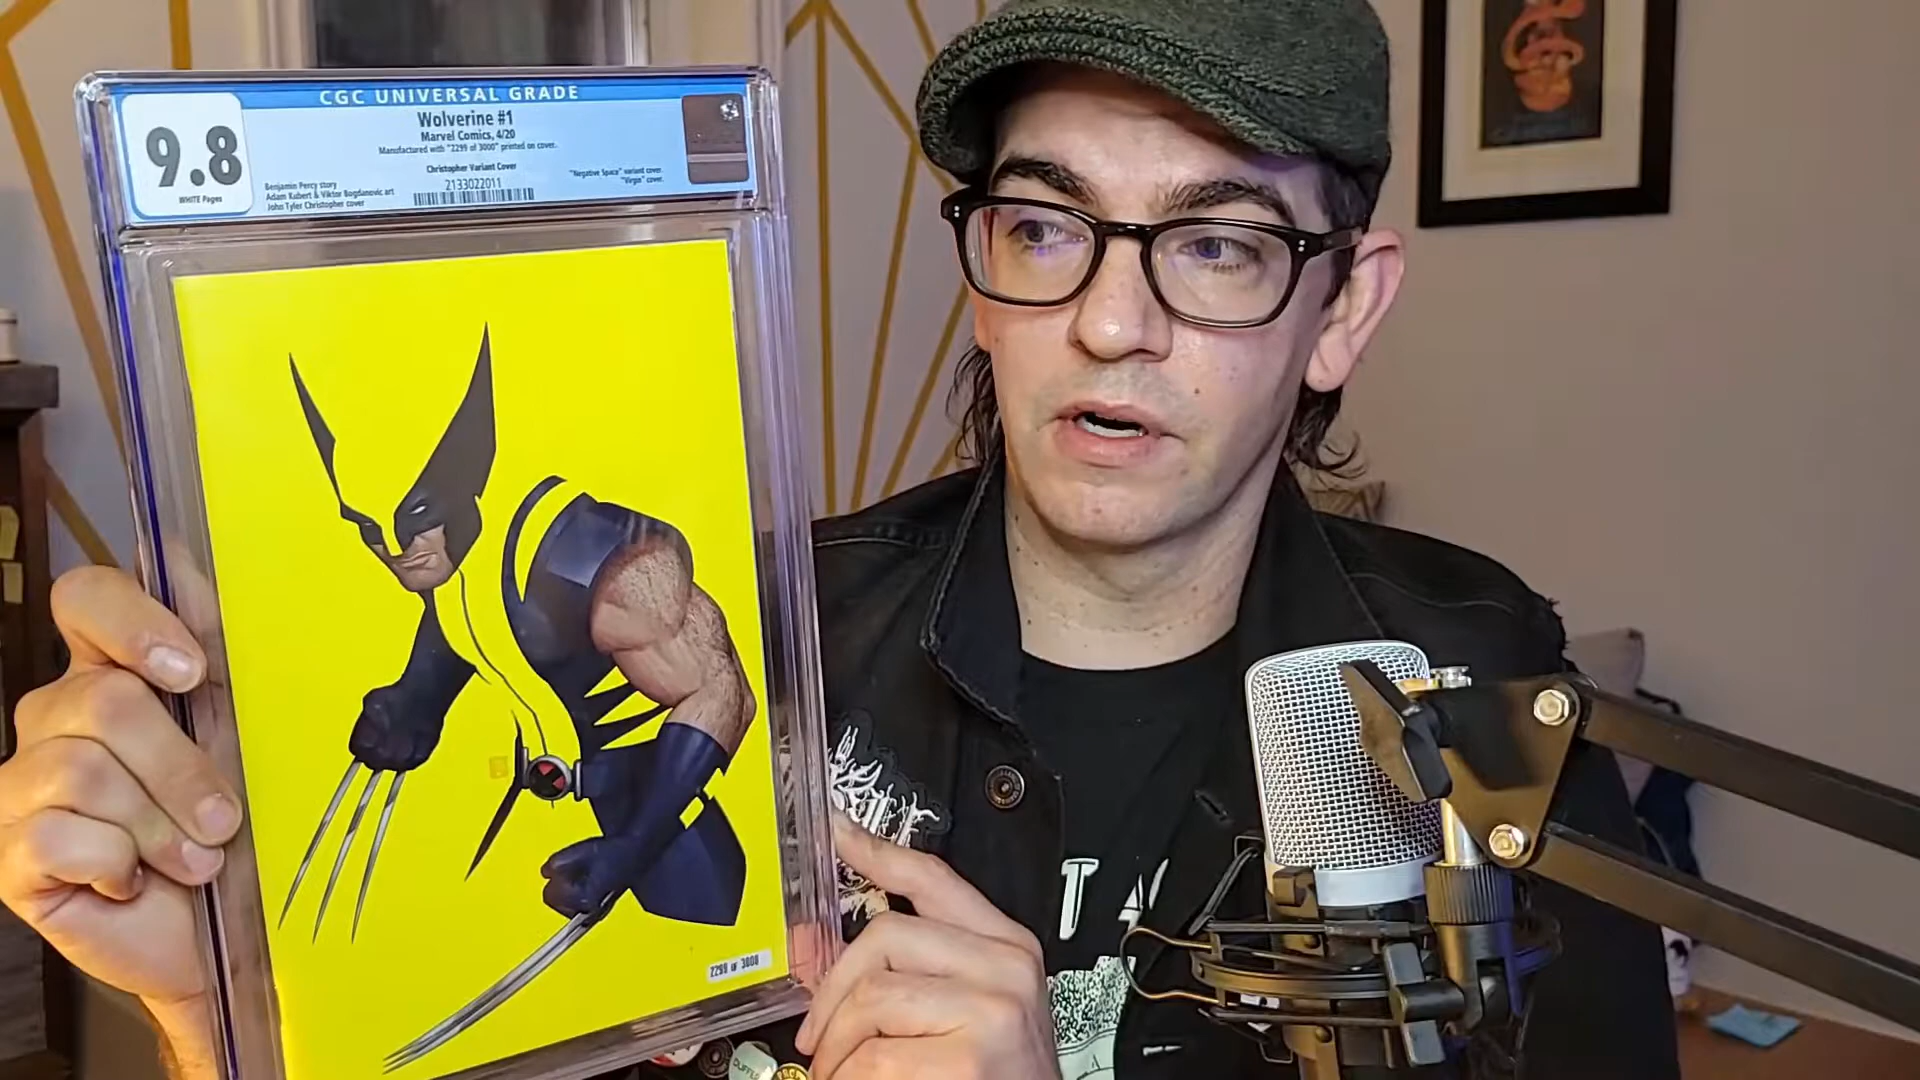 CGC UNIVERSAL GRADE
9.8
WHITE Pages
Wolverine #1
Marvel Comics, 4/20
Manufactured with "2299 of 3000" printed on cover.
Christopher Variant Cover
2133022011
Benjamin Percy story
Adam Kubert & Viktor Bogdanovic art
John Tyler Christopher cover
"Negative Space" variant cover.
"Virgin" cover.
2299 of 3000